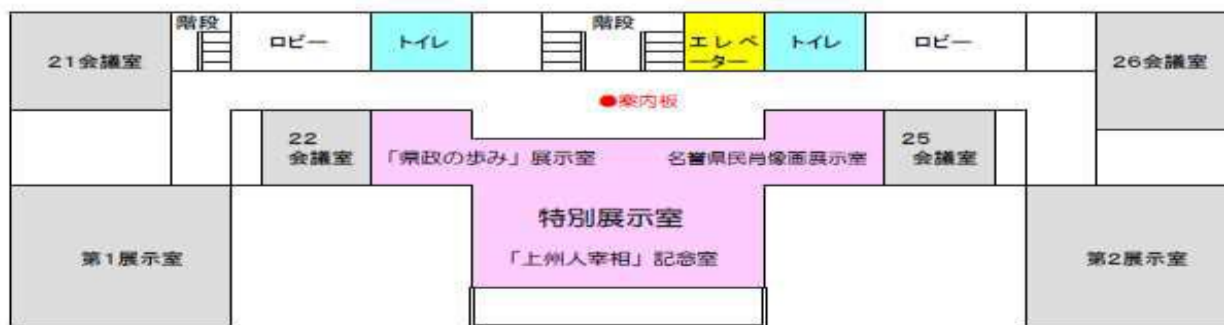 階段
階段
ロビー
トイレ
エレベ
ーター
トイレ
ロビー
21会議室
26会議室
●案内板
22
会議室
「県政の歩み」展示室
名誉県民肖像画展示室
25
会議室
特別展示室
「上州人宰相」記念室
第1展示室
第2展示室